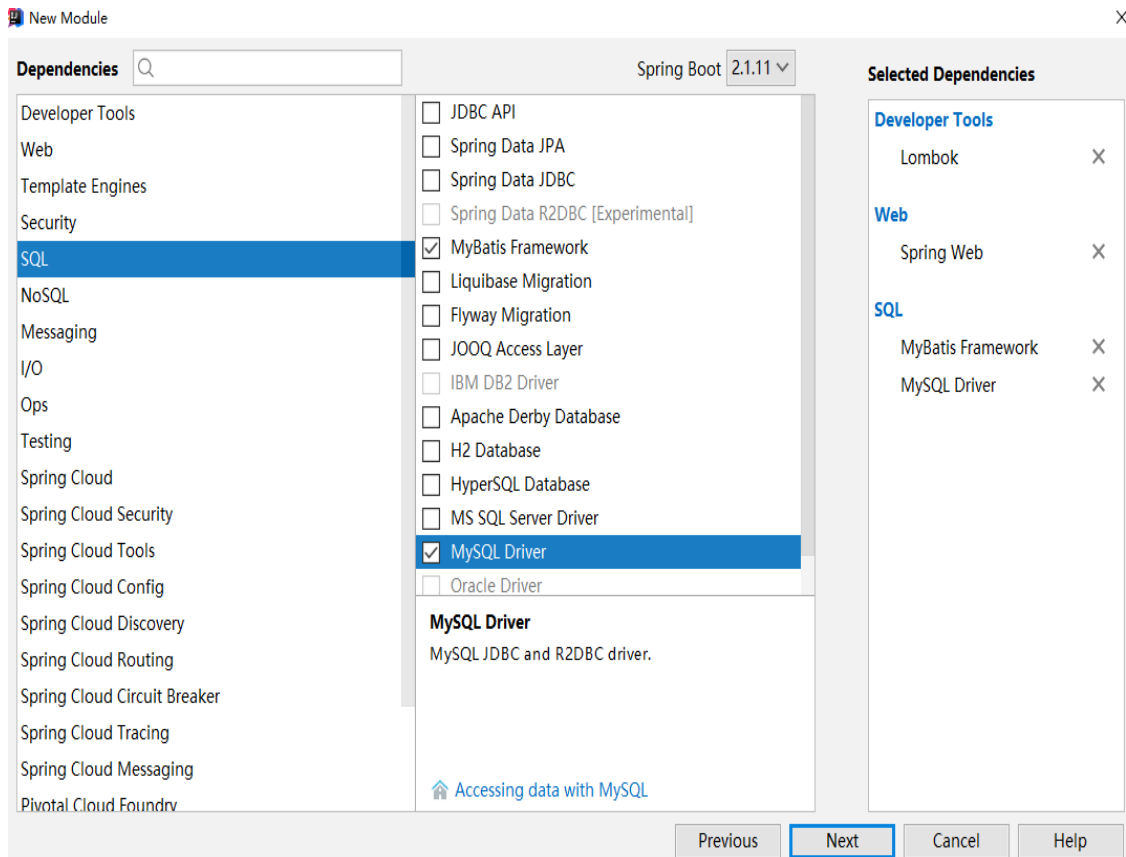 New Module
Dependencies
Spring Boot 2.1.11
Selected Dependencies
Developer Tools
Web
Template Engines
Security
SQL
NoSQL
Messaging
I/O
Ops
Testing
Spring Cloud
Spring Cloud Security
Spring Cloud Tools
Spring Cloud Config
Spring Cloud Discovery
Spring Cloud Routing
Spring Cloud Circuit Breaker
Spring Cloud Tracing
Spring Cloud Messaging
Pivotal Cloud Foundry
JDBC API
Spring Data JPA
Spring Data JDBC
Spring Data R2DBC [Experimental]
MyBatis Framework
Liquibase Migration
Flyway Migration
JOOQ Access Layer
IBM DB2 Driver
Apache Derby Database
H2 Database
HyperSQL Database
MS SQL Server Driver
MySQL Driver
Oracle Driver
MySQL Driver
MySQL JDBC and R2DBC driver.
Accessing data with MySQL
Developer Tools
Lombok
Web
Spring Web
SQL
MyBatis Framework
MySQL Driver
Previous
Next
Cancel
Help